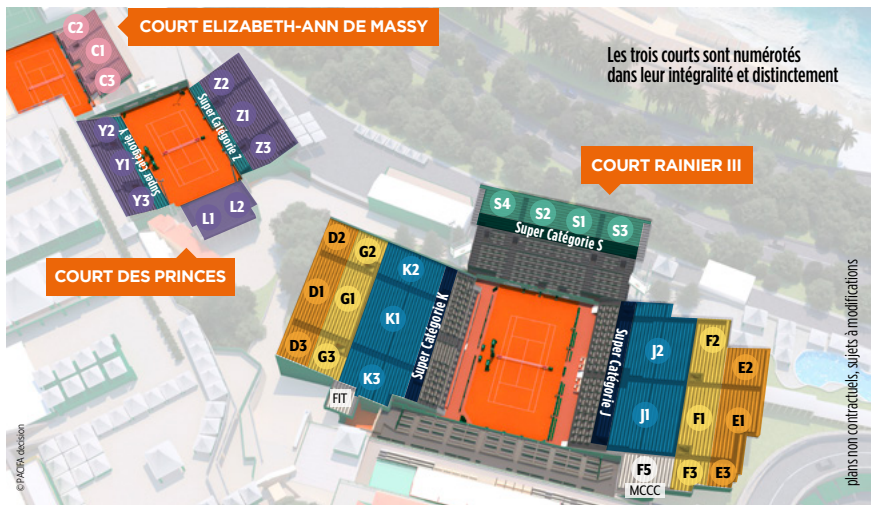 COURT ELIZABETH-ANN DE MASSY
C2
C1
C3
Les trois courts sont numérotés
dans leur intégralité et distinctement
Z2
Z1
Z3
Super Catégorie Z
Y2
Y1
Y3
Super Catégorie Y
L1
L2
COURT DES PRINCES
COURT RAINIER III
S4
S2
S1
S3
Super Catégorie S
D2
D1
D3
G2
G1
G3
K2
K1
K3
Super Catégorie K
FIT
Super Catégorie J
J2
J1
F2
F1
F3
F5
MCCC
E2
E1
E3
plans non contractuels, sujets à modifications
©PACIFA decision